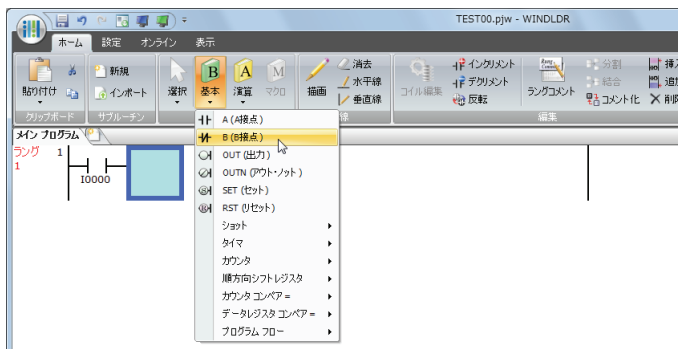 TEST00.pjw - WINDLDR
ホーム 設定 オンライン 表示
貼り付け 新規 インポート 選択 B 基本 A 演算 M マクロ 描画 消去 水平線 垂直線 コイル編集 インクリメント デクリメント 反転 ラングコメント 分割 結合 コメント化 挿入 追加 削除
クリップボード サブルーチン 線 編集
メイン プログラム
ラング 1
1
I0000
A (A接点)
B (B接点)
OUT (出力)
OUTN (アウト・ノット)
SET (セット)
RST (リセット)
ショット
タイマ
カウンタ
順方向シフトレジスタ
カウンタ コンペア =
データレジスタ コンペア =
プログラム フロー